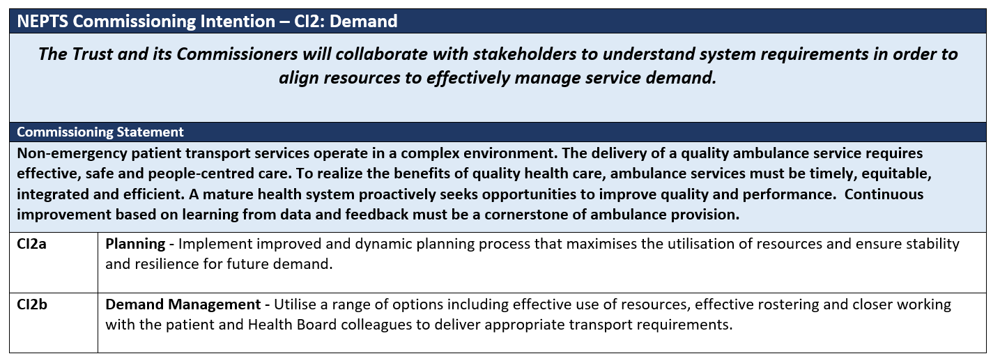 NEPTS Commissioning Intention – CI2: Demand
The Trust and its Commissioners will collaborate with stakeholders to understand system requirements in order to
align resources to effectively manage service demand.
Commissioning Statement
Non-emergency patient transport services operate in a complex environment. The delivery of a quality ambulance service requires
effective, safe and people-centred care. To realize the benefits of quality health care, ambulance services must be timely, equitable,
integrated and efficient. A mature health system proactively seeks opportunities to improve quality and performance.  Continuous
improvement based on learning from data and feedback must be a cornerstone of ambulance provision.
CI2a
Planning - Implement improved and dynamic planning process that maximises the utilisation of resources and ensure stability
and resilience for future demand.
CI2b
Demand Management - Utilise a range of options including effective use of resources, effective rostering and closer working
with the patient and Health Board colleagues to deliver appropriate transport requirements.